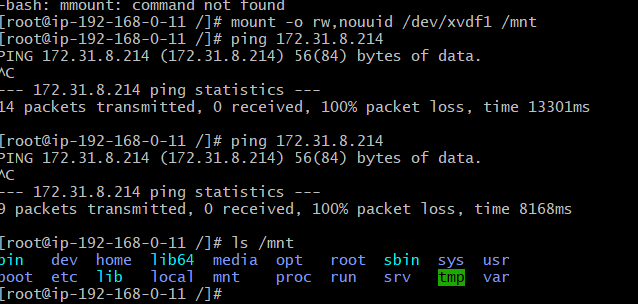 -bash: mmount: command not found
[root@ip-192-168-0-11 /]# mount -o rw,nouuid /dev/xvdf1 /mnt
[root@ip-192-168-0-11 /]# ping 172.31.8.214
PING 172.31.8.214 (172.31.8.214) 56(84) bytes of data.
^C
--- 172.31.8.214 ping statistics ---
14 packets transmitted, 0 received, 100% packet loss, time 13301ms
[root@ip-192-168-0-11 /]# ping 172.31.8.214
PING 172.31.8.214 (172.31.8.214) 56(84) bytes of data.
^C
--- 172.31.8.214 ping statistics ---
9 packets transmitted, 0 received, 100% packet loss, time 8168ms
[root@ip-192-168-0-11 /]# ls /mnt
bin dev home lib64 media opt root sbin sys usr
boot etc lib local mnt proc run srv tmp var
[root@ip-192-168-0-11 /]#